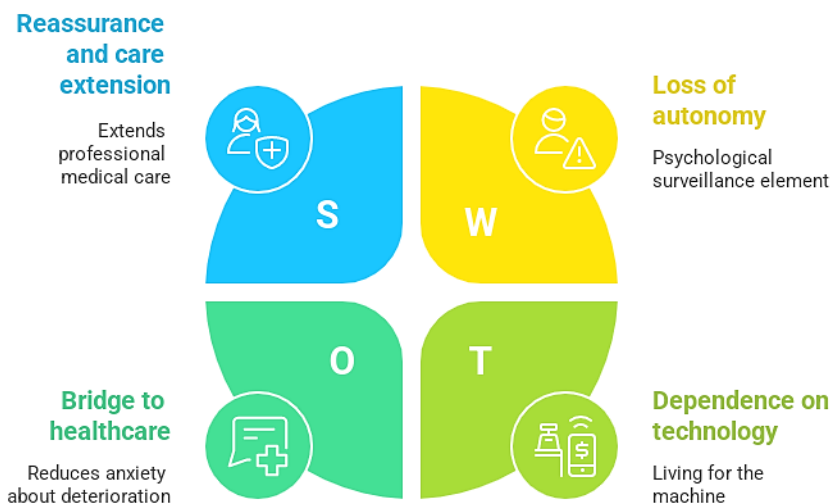 Reassurance
and care
extension
Extends
professional
medical care
Loss of
autonomy
Psychological
surveillance element
S
W
O
T
Bridge to
healthcare
Reduces anxiety
about deterioration
Dependence on
technology
Living for the
machine
$